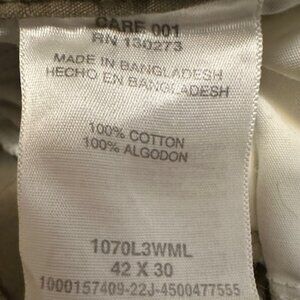 CARE 001
RN 130273
MADE IN BANGLADESH
HECHO EN BANGLADESH
100% COTTON
100% ALGODON
1070L3WML
42 X 30
1000157409-22J-4500477555